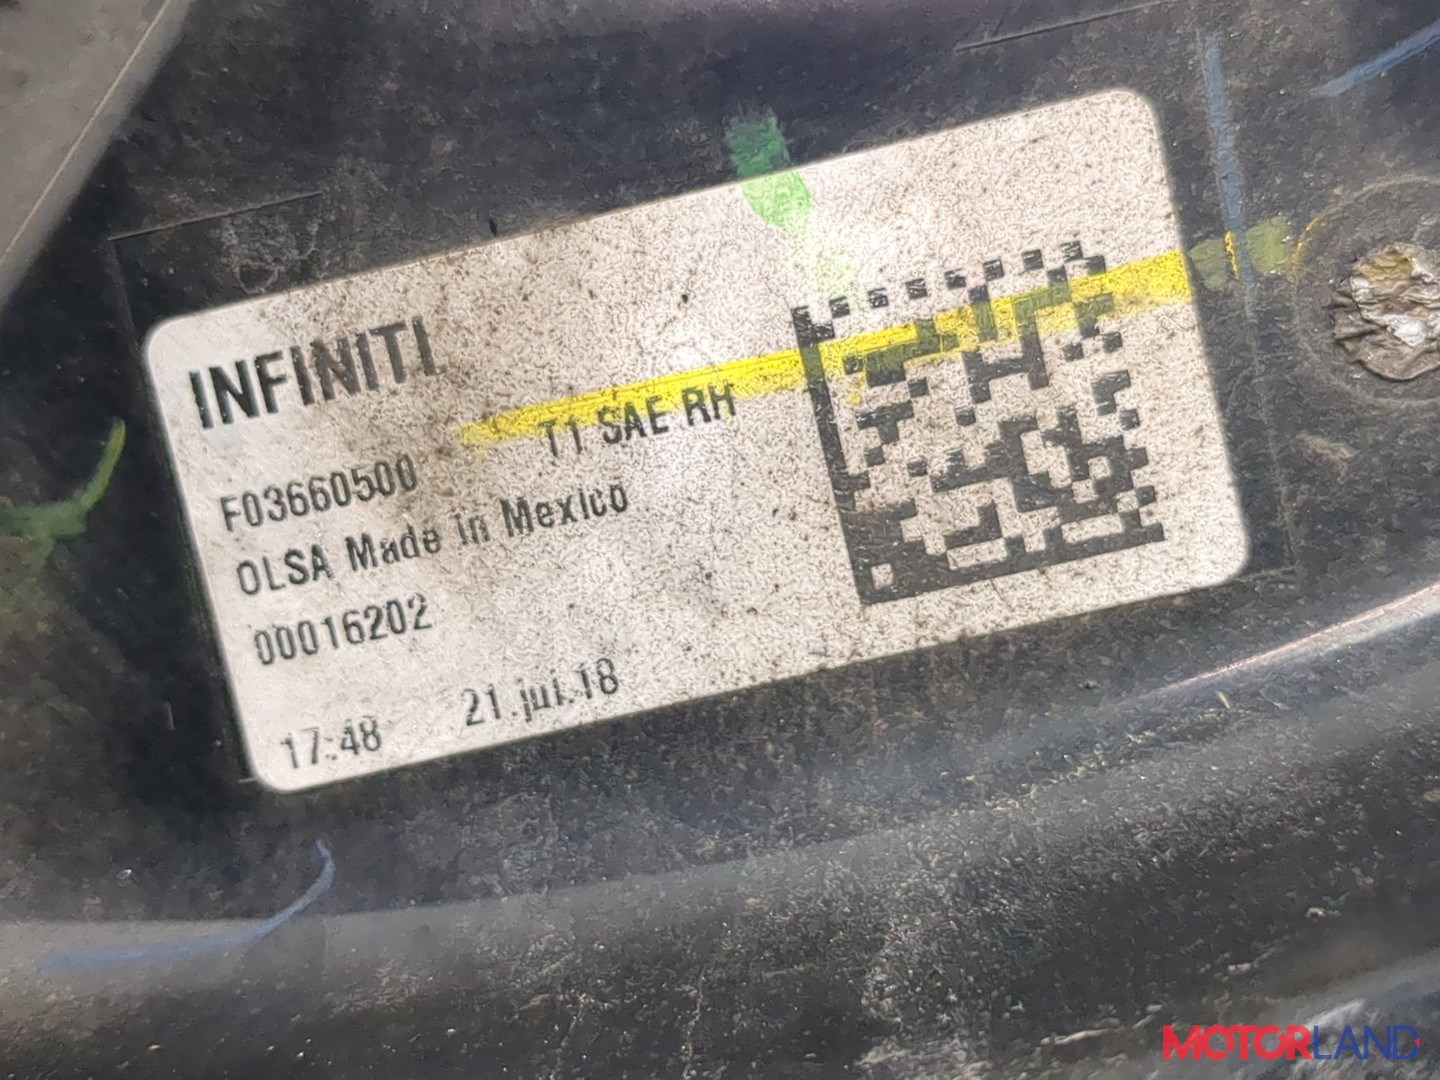 INFINITI
F03660500 T1 SAE RH
OLSA Made in Mexico
00016202
17:48 21.jul.18
MOTORLAND